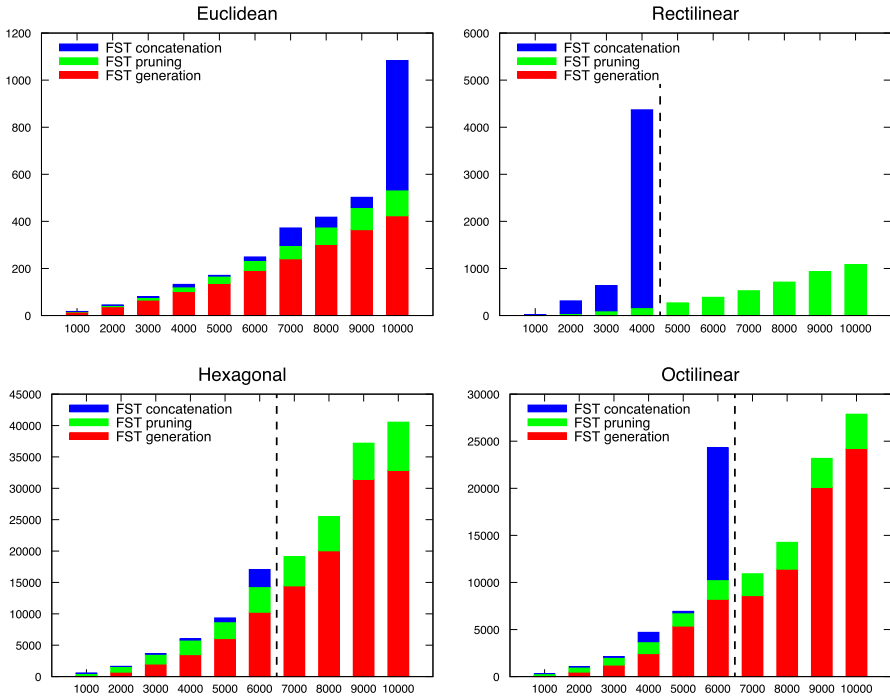 Euclidean
1200
1000
800
600
400
200
0
FST concatenation
FST pruning
FST generation
1000 2000 3000 4000 5000 6000 7000 8000 9000 10000
Rectilinear
6000
5000
4000
3000
2000
1000
0
FST concatenation
FST pruning
FST generation
1000 2000 3000 4000 5000 6000 7000 8000 9000 10000
Hexagonal
45000
40000
35000
30000
25000
20000
15000
10000
5000
0
FST concatenation
FST pruning
FST generation
1000 2000 3000 4000 5000 6000 7000 8000 9000 10000
Octilinear
30000
25000
20000
15000
10000
5000
0
FST concatenation
FST pruning
FST generation
1000 2000 3000 4000 5000 6000 7000 8000 9000 10000